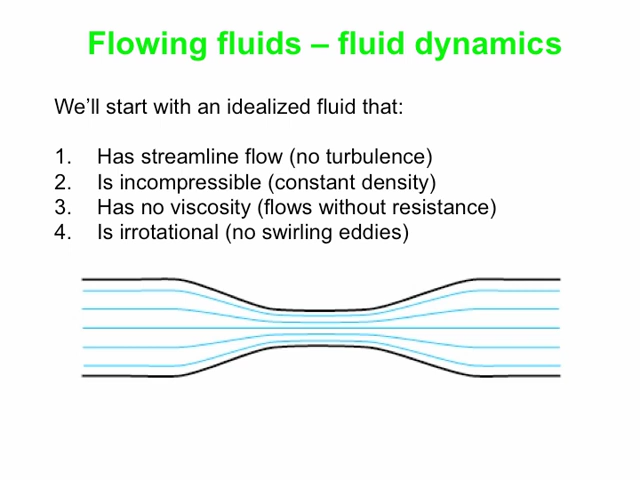 Flowing fluids – fluid dynamics
We’ll start with an idealized fluid that:
1. Has streamline flow (no turbulence)
2. Is incompressible (constant density)
3. Has no viscosity (flows without resistance)
4. Is irrotational (no swirling eddies)